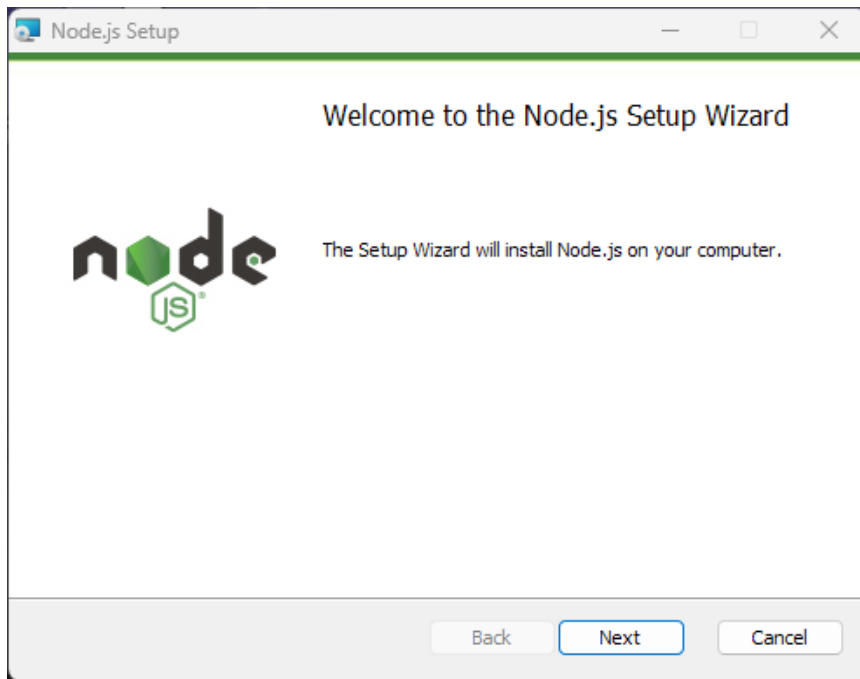 Node.js Setup
Welcome to the Node.js Setup Wizard
node
JS®
The Setup Wizard will install Node.js on your computer.
Back
Next
Cancel